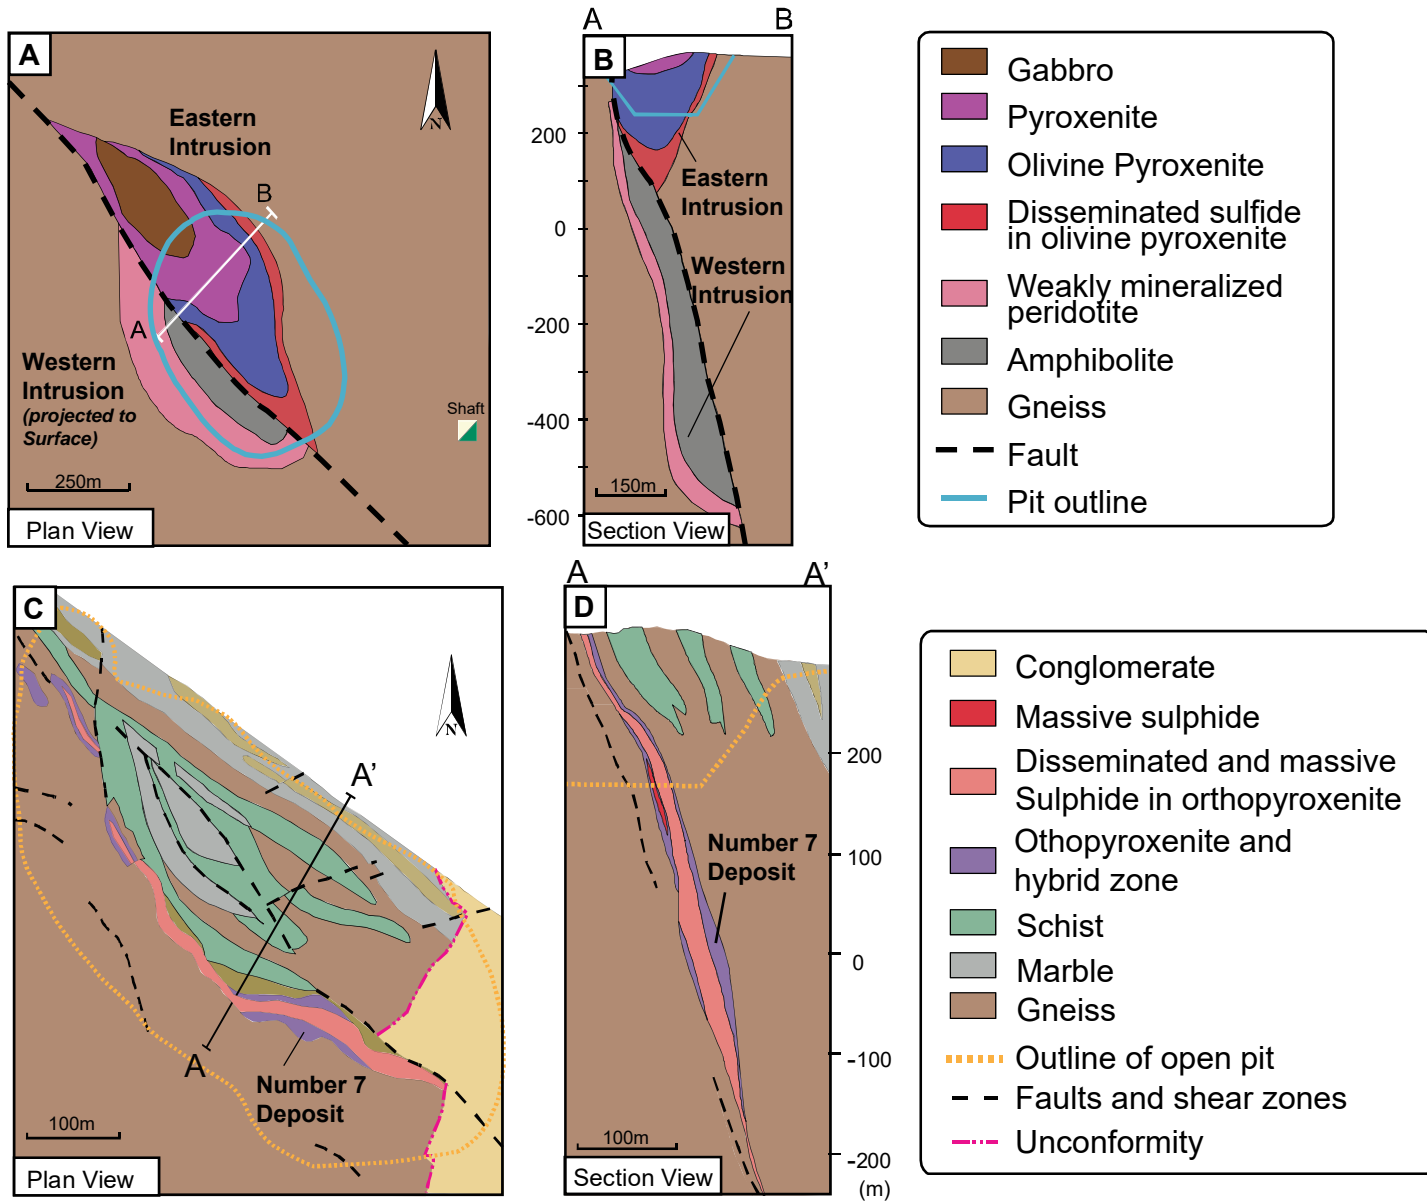 A
Eastern
Intrusion
N
B
A
Western
Intrusion
(projected to
Surface)
Shaft
250m
Plan View
A
B
B
200
0
-200
-400
-600
Eastern
Intrusion
Western
Intrusion
150m
Section View
Gabbro
Pyroxenite
Olivine Pyroxenite
Disseminated sulfide
in olivine pyroxenite
Weakly mineralized
peridotite
Amphibolite
Gneiss
Fault
Pit outline
C
N
A'
A
Number 7
Deposit
100m
Plan View
A
A'
D
200
100
0
-100
-200
(m)
Number 7
Deposit
100m
Section View
Conglomerate
Massive sulphide
Disseminated and massive
Sulphide in orthopyroxenite
Othopyroxenite and
hybrid zone
Schist
Marble
Gneiss
Outline of open pit
Faults and shear zones
Unconformity